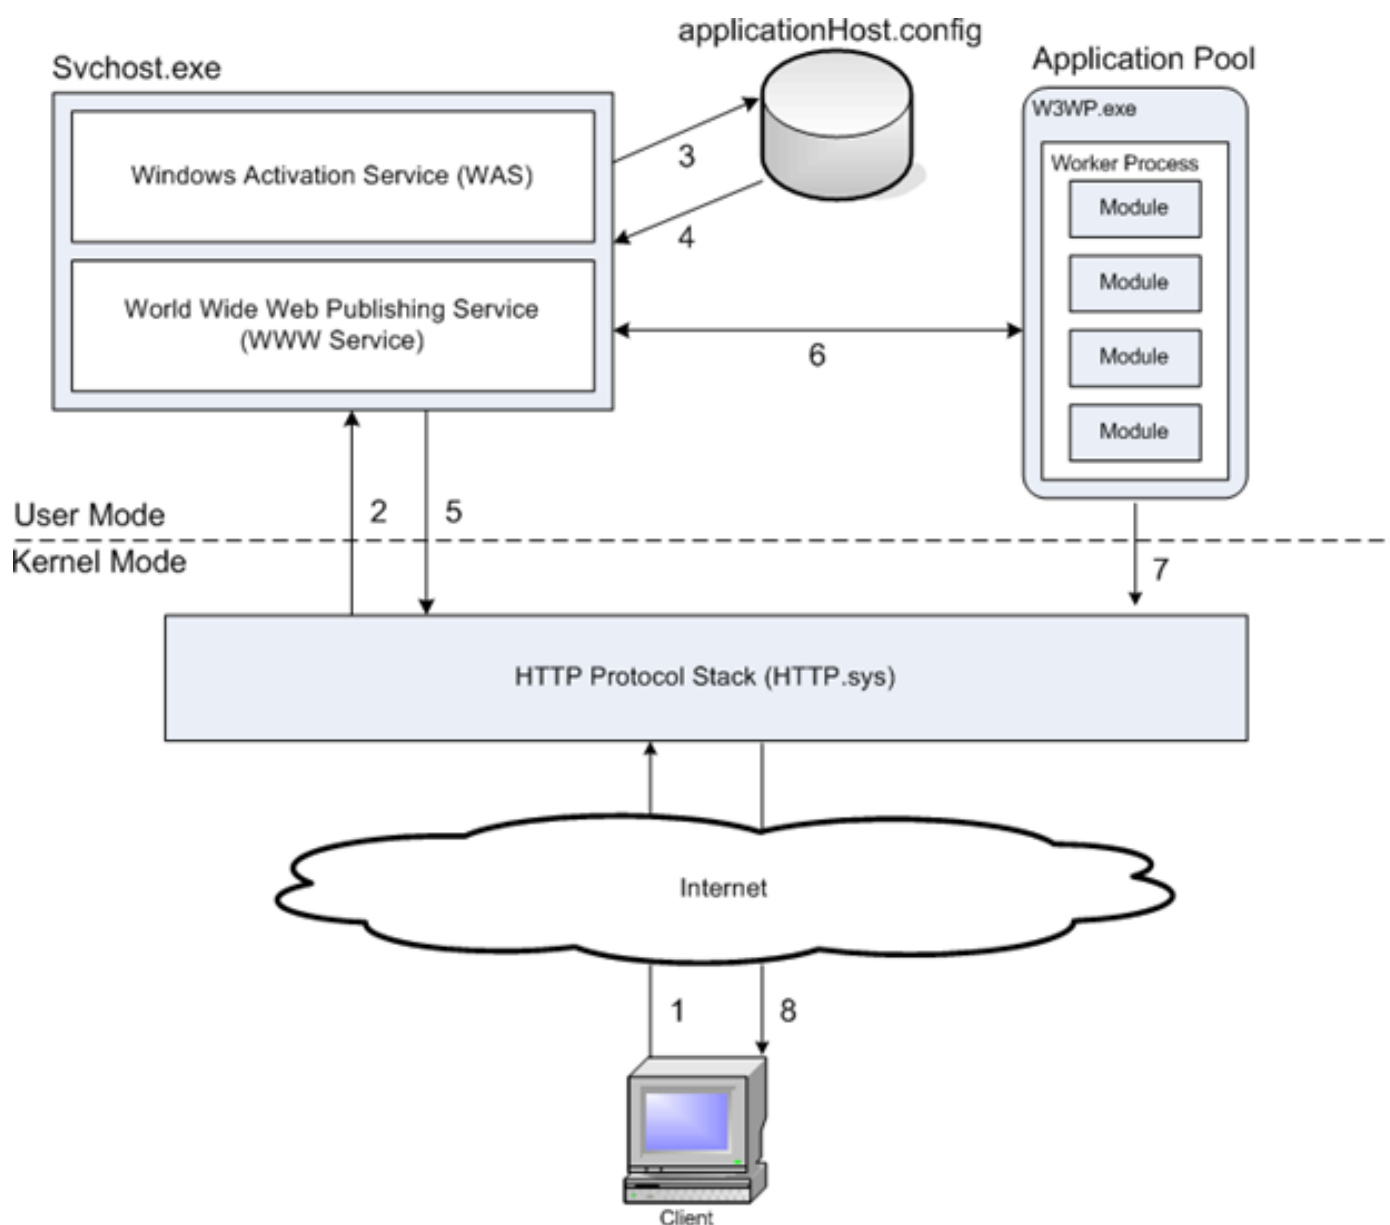 applicationHost.config
Svchost.exe
Application Pool
W3WP.exe
Windows Activation Service (WAS)
3
4
Worker Process
Module
Module
Module
Module
World Wide Web Publishing Service
(WWW Service)
6
2
5
User Mode
Kernel Mode
7
HTTP Protocol Stack (HTTP.sys)
Internet
1
8
Client